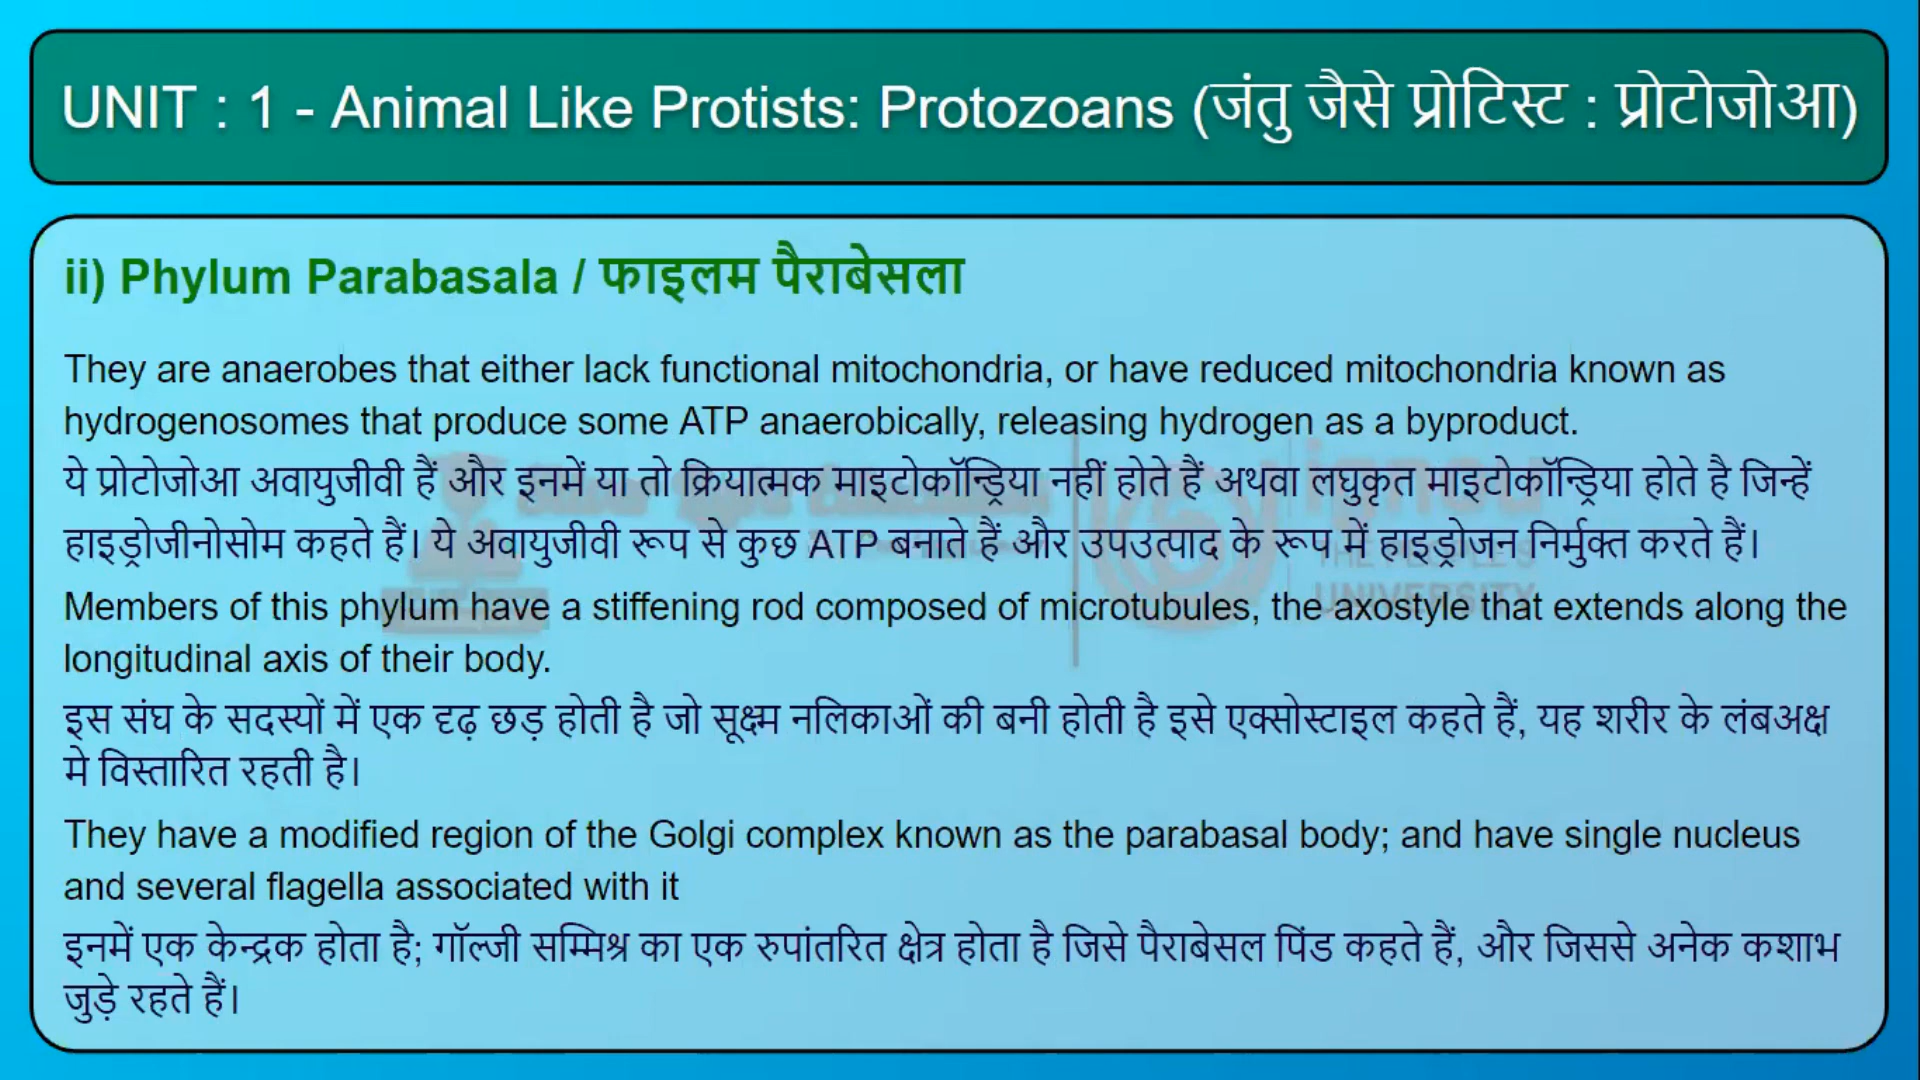 UNIT : 1 - Animal Like Protists: Protozoans (जंतु जैसे प्रोटिस्ट : प्रोटोजोआ)
ii) Phylum Parabasala / फाइलम पैराबेसला
They are anaerobes that either lack functional mitochondria, or have reduced mitochondria known as
hydrogenosomes that produce some ATP anaerobically, releasing hydrogen as a byproduct.
ये प्रोटोजोआ अवायुजीवी हैं और इनमें या तो क्रियात्मक माइटोकॉन्ड्रिया नहीं होते हैं अथवा लघुकृत माइटोकॉन्ड्रिया होते है जिन्हें
हाइड्रोजीनोसोम कहते हैं। ये अवायुजीवी रूप से कुछ ATP बनाते हैं और उपउत्पाद के रूप में हाइड्रोजन निर्मुक्त करते हैं।
ignou
THE PEOPLE'S
UNIVERSITY
Members of this phylum have a stiffening rod composed of microtubules, the axostyle that extends along the
longitudinal axis of their body.
इस संघ के सदस्यों में एक दृढ़ छड़ होती है जो सूक्ष्म नलिकाओं की बनी होती है इसे एक्सोस्टाइल कहते हैं, यह शरीर के लंबअक्ष
मे विस्तारित रहती है।
They have a modified region of the Golgi complex known as the parabasal body; and have single nucleus
and several flagella associated with it
इनमें एक केन्द्रक होता है; गॉल्जी सम्मिश्र का एक रुपांतरित क्षेत्र होता है जिसे पैराबेसल पिंड कहते हैं, और जिससे अनेक कशाभ
जुड़े रहते हैं।